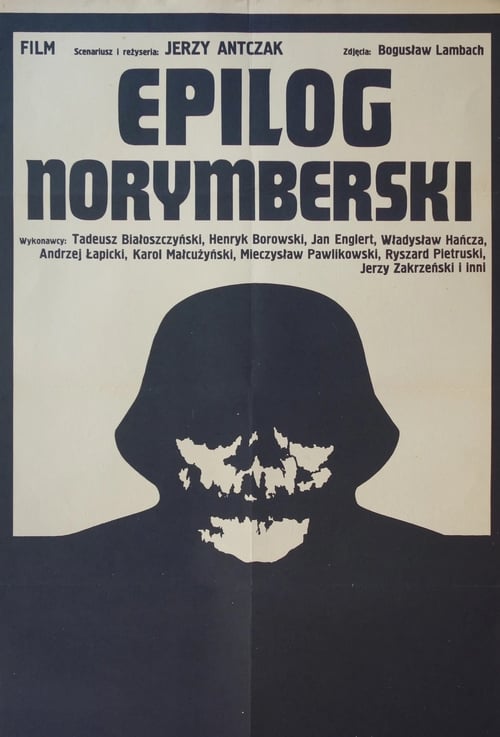 FILM Scenariusz i reżyseria: JERZY ANTCZAK Zdjęcia: Bogusław Lambach
EPILOG
NORYMBERSKI
Wykonawcy: Tadeusz Białoszczyński, Henryk Borowski, Jan Englert, Władysław Hańcza,
Andrzej Łapicki, Karol Małcużyński, Mieczysław Pawlikowski, Ryszard Pietruski,
Jerzy Zakrzeński i inni